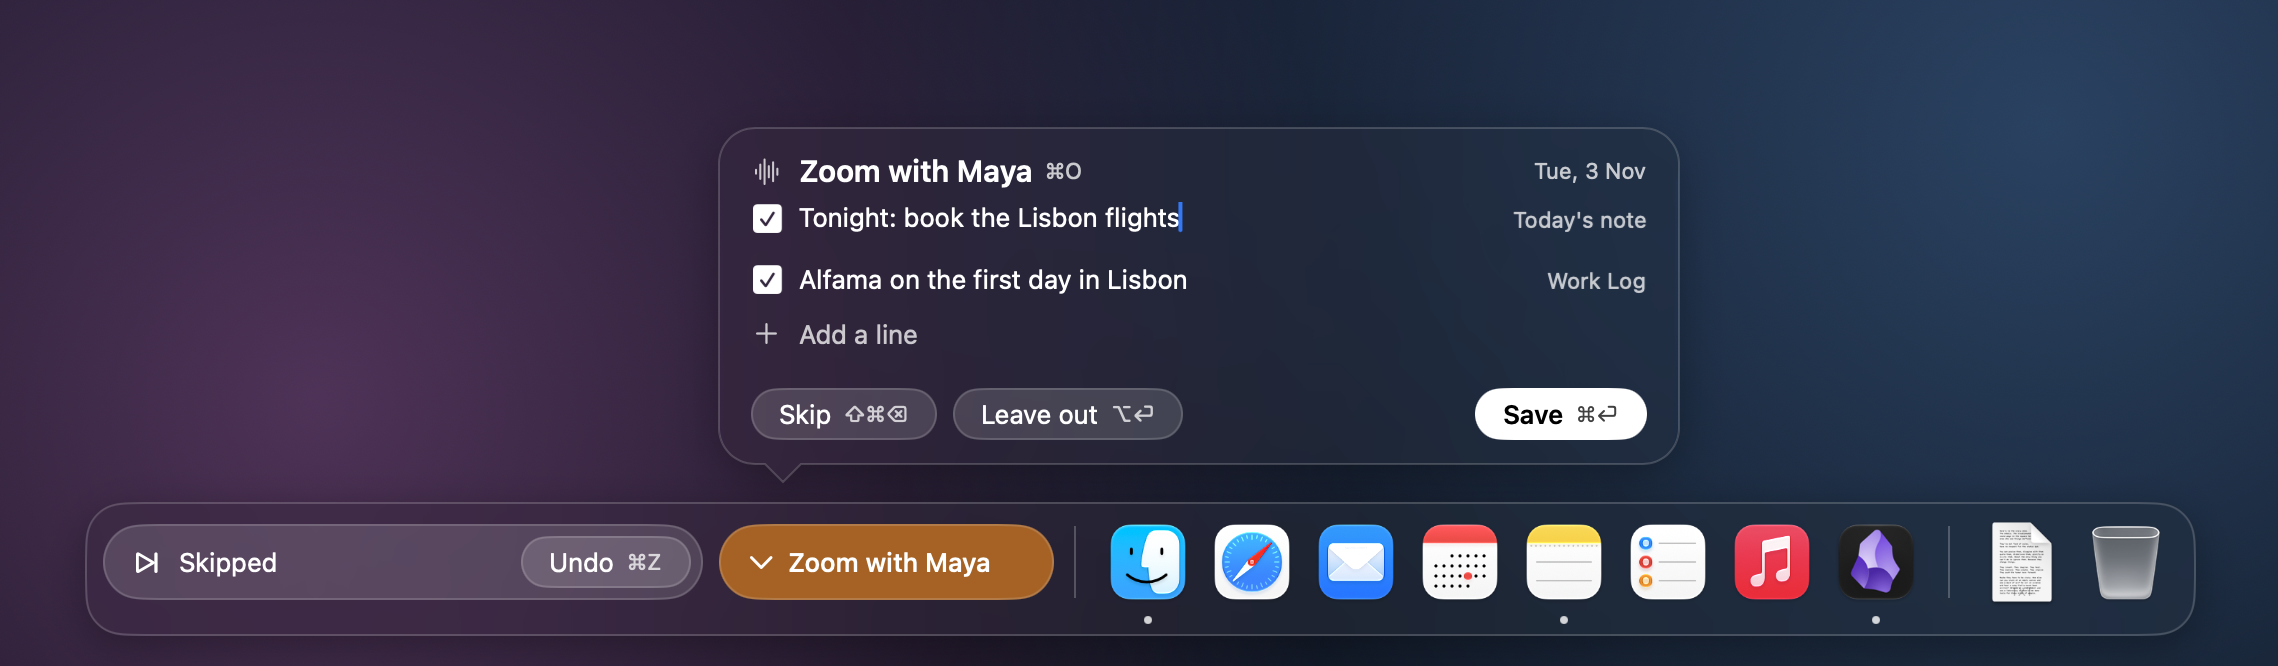 Zoom with Maya ⌘O
Tue, 3 Nov
Tonight: book the Lisbon flights
Today's note
Alfama on the first day in Lisbon
Work Log
Add a line
Skip ⇧⌘⌫
Leave out ⌥↩
Save ⌘↩
Skipped
Undo ⌘Z
Zoom with Maya